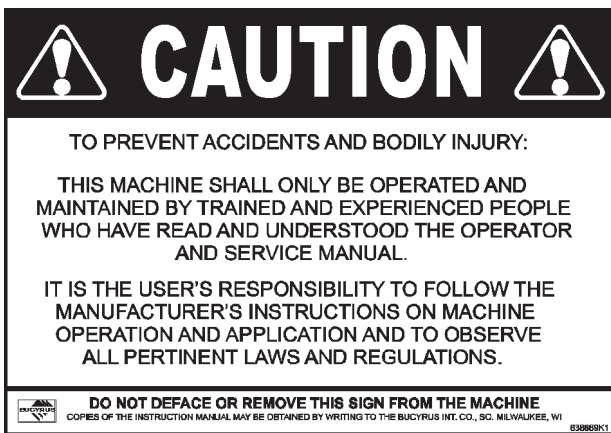 CAUTION
TO PREVENT ACCIDENTS AND BODILY INJURY:
THIS MACHINE SHALL ONLY BE OPERATED AND
MAINTAINED BY TRAINED AND EXPERIENCED PEOPLE
WHO HAVE READ AND UNDERSTOOD THE OPERATOR
AND SERVICE MANUAL.
IT IS THE USER'S RESPONSIBILITY TO FOLLOW THE
MANUFACTURER'S INSTRUCTIONS ON MACHINE
OPERATION AND APPLICATION AND TO OBSERVE
ALL PERTINENT LAWS AND REGULATIONS.
BUCYRUS
DO NOT DEFACE OR REMOVE THIS SIGN FROM THE MACHINE
COPIES OF THE INSTRUCTION MANUAL MAY BE OBTAINED BY WRITING TO THE BUCYRUS INT. CO., SO. MILWAUKEE, WI
638869K1